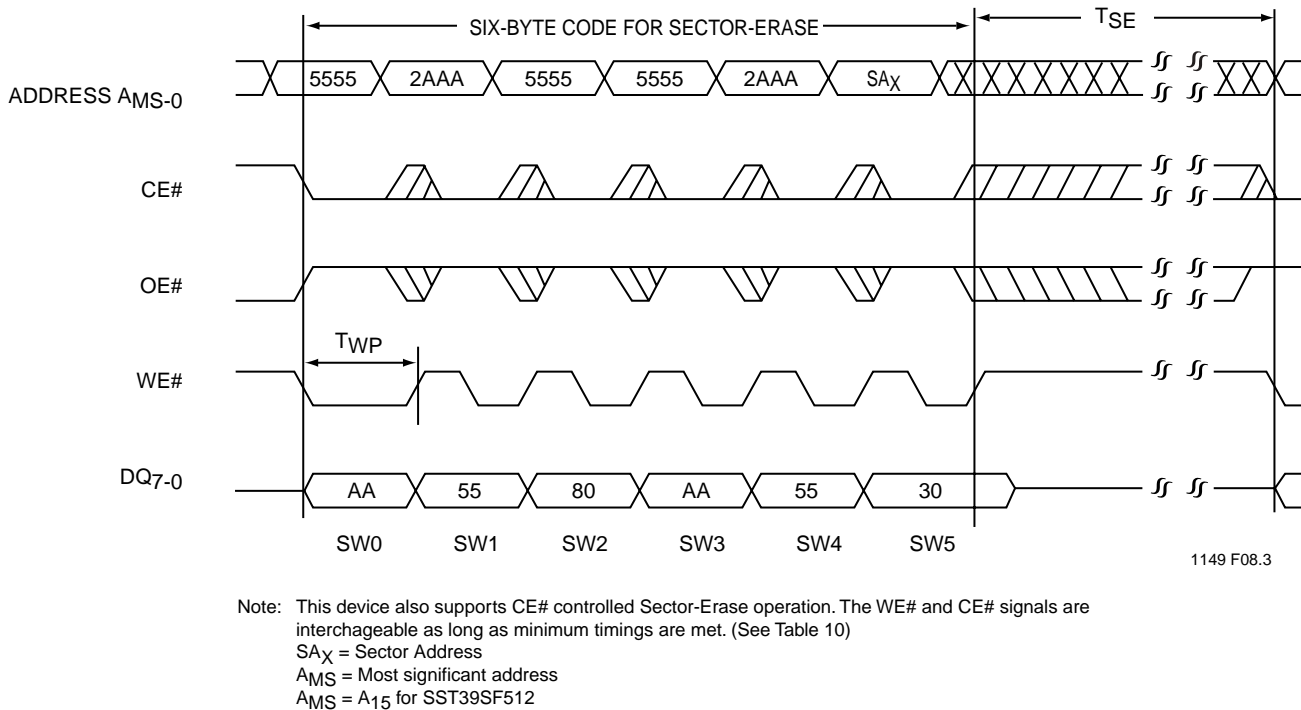 SIX-BYTE CODE FOR SECTOR-ERASE
TSE
ADDRESS AMS-0
5555 2AAA 5555 5555 2AAA SAX
CE#
OE#
TWP
WE#
DQ7-0
AA 55 80 AA 55 30
SW0 SW1 SW2 SW3 SW4 SW5
1149 F08.3
Note: This device also supports CE# controlled Sector-Erase operation. The WE# and CE# signals are
interchageable as long as minimum timings are met. (See Table 10)
SAX = Sector Address
AMS = Most significant address
AMS = A15 for SST39SF512